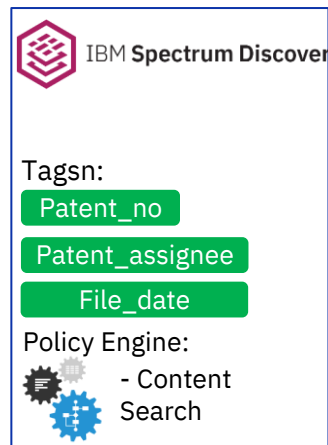 IBM Spectrum Discover
Tagsn:
Patent_no
Patent_assignee
File_date
Policy Engine:
- Content
Search